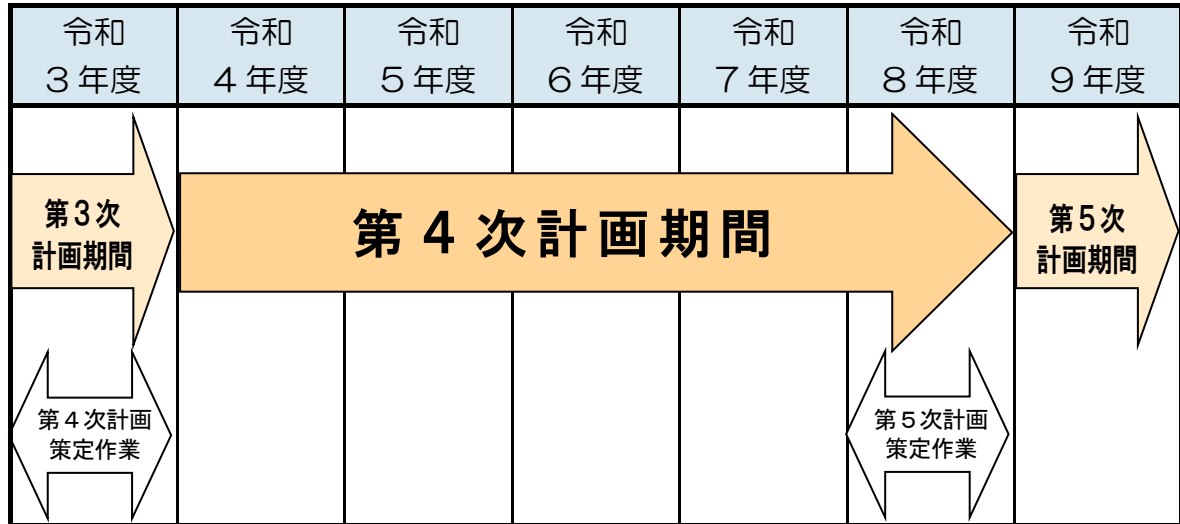 令和
３年度
令和
４年度
令和
５年度
令和
６年度
令和
７年度
令和
８年度
令和
９年度
第３次
計画期間
第４次計画期間
第５次
計画期間
第４次計画
策定作業
第５次計画
策定作業